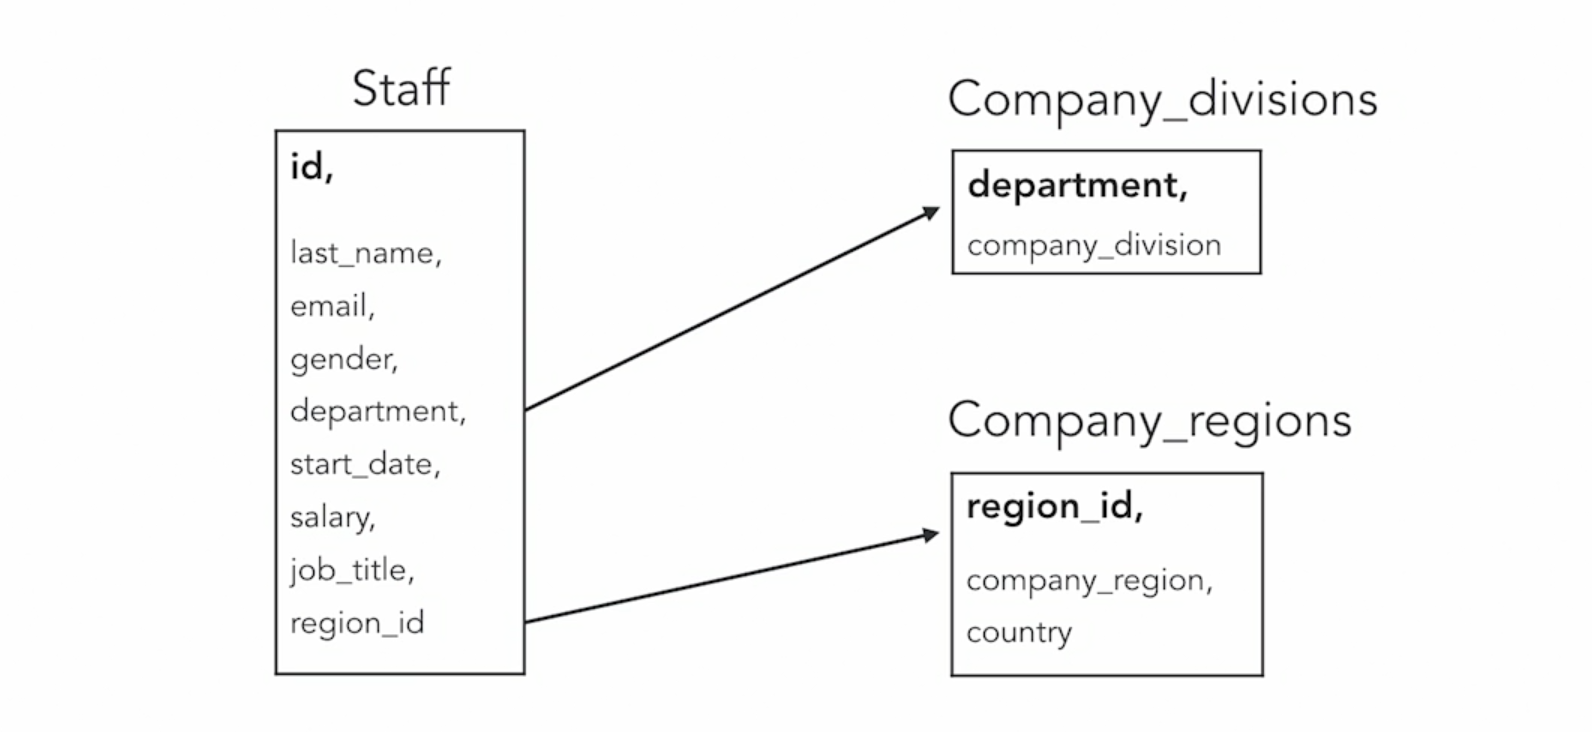 Staff
id,
last_name,
email,
gender,
department,
start_date,
salary,
job_title,
region_id
Company_divisions
department,
company_division
Company_regions
region_id,
company_region,
country